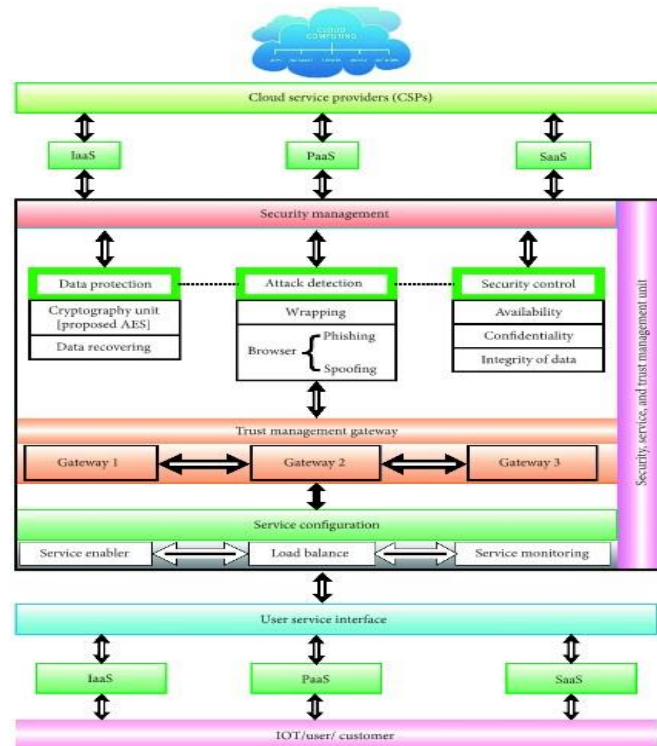 CLOUD
COMPUTING
Cloud service providers (CSPs)
IaaS
PaaS
SaaS
Security management
Data protection
Attack detection
Security control
Cryptography unit
[proposed AES]
Data recovering
Wrapping
Browser
Phishing
Spoofing
Availability
Confidentiality
Integrity of data
Trust management gateway
Gateway 1
Gateway 2
Gateway 3
Service configuration
Service enabler
Load balance
Service monitoring
Security, service, and trust management unit
User service interface
IaaS
PaaS
SaaS
IOT/user/ customer